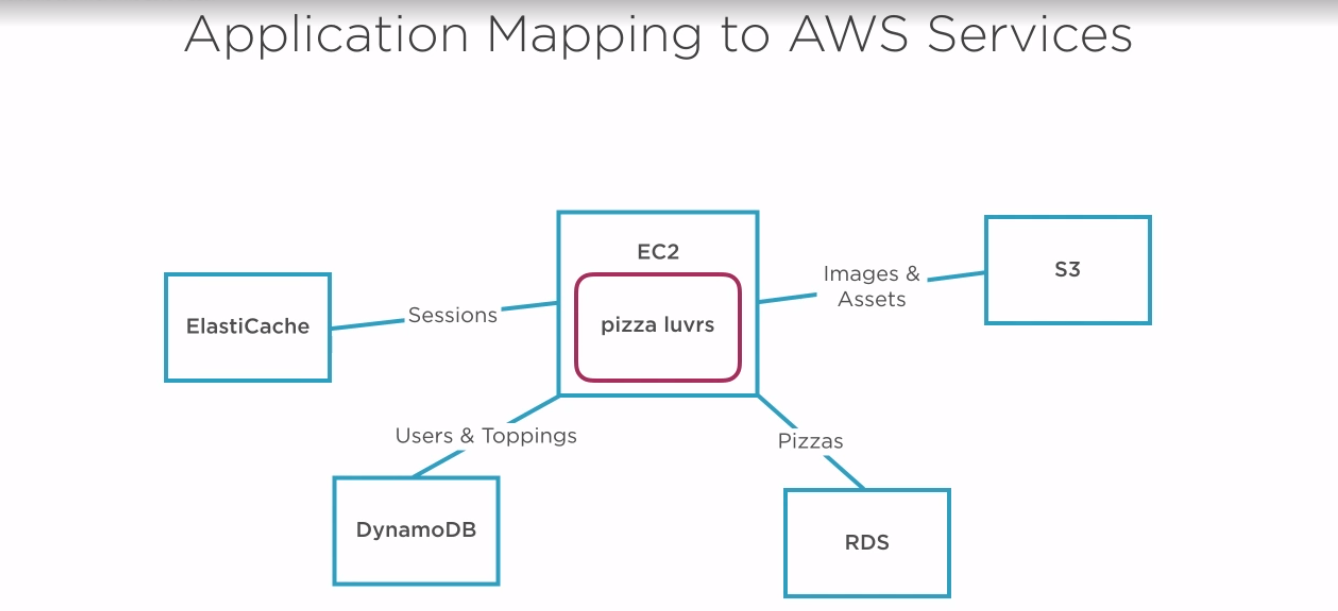 Application Mapping to AWS Services
EC2
pizza luvrs
ElastiCache
Sessions
Images &
Assets
S3
Users & Toppings
Pizzas
DynamoDB
RDS